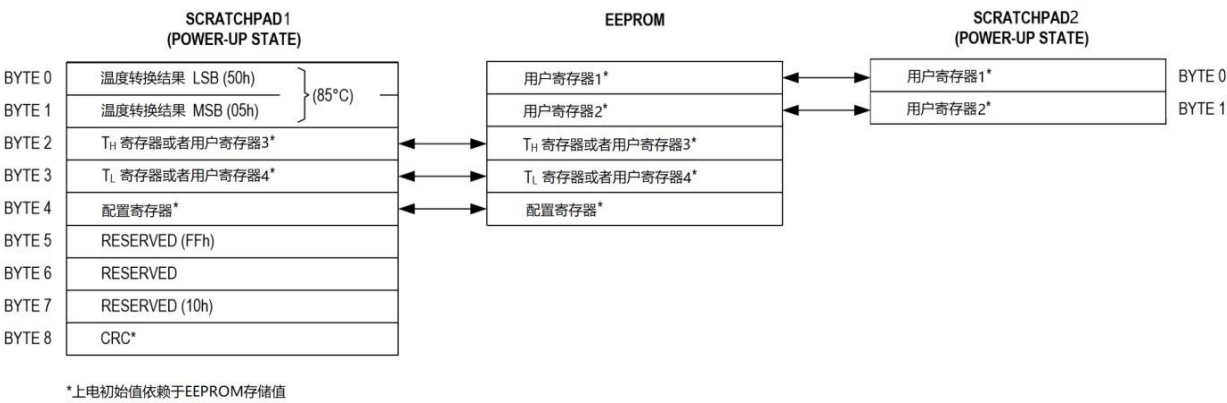 SCRATCHPAD1
(POWER-UP STATE)
EEPROM
SCRATCHPAD2
(POWER-UP STATE)
BYTE 0 温度转换结果 LSB (50h) (85°C) 用户寄存器1* 用户寄存器1* BYTE 0
BYTE 1 温度转换结果 MSB (05h) 用户寄存器2* 用户寄存器2* BYTE 1
BYTE 2 TH 寄存器或者用户寄存器3* TH 寄存器或者用户寄存器3*
BYTE 3 TL 寄存器或者用户寄存器4* TL 寄存器或者用户寄存器4*
BYTE 4 配置寄存器* 配置寄存器*
BYTE 5 RESERVED (FFh)
BYTE 6 RESERVED
BYTE 7 RESERVED (10h)
BYTE 8 CRC*
*上电初始值依赖于EEPROM存储值